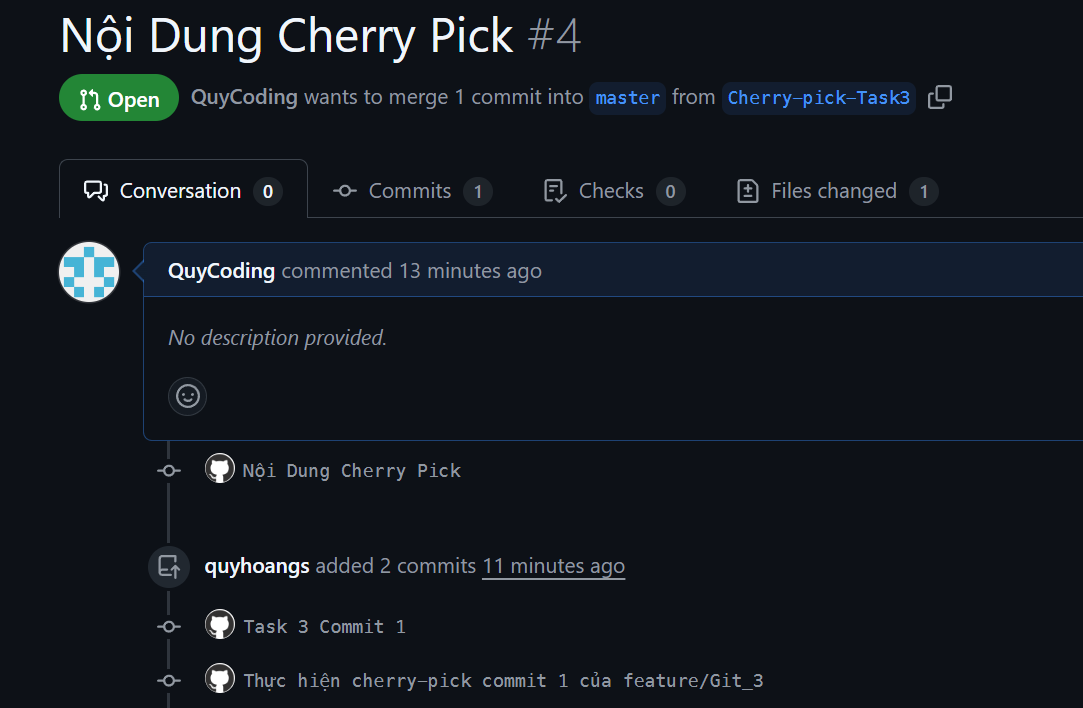 Nội Dung Cherry Pick #4
Open QuyCoding wants to merge 1 commit into master from Cherry-pick-Task3
Conversation 0 Commits 1 Checks 0 Files changed 1
QuyCoding commented 13 minutes ago
No description provided.
Nội Dung Cherry Pick
quyhoangs added 2 commits 11 minutes ago
Task 3 Commit 1
Thực hiện cherry-pick commit 1 của feature/Git_3